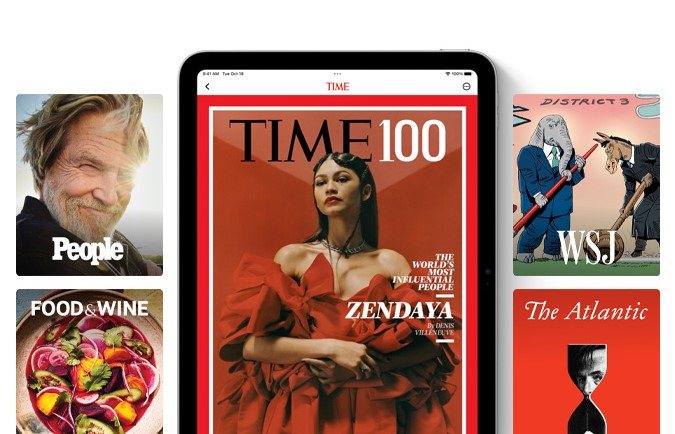 9:41 AM Tue Oct 18
100%
TIME
TIME 100
THE
WORLD'S
MOST
INFLUENTIAL
PEOPLE
ZENDAYA
By DENIS
VILLENEUVE
People
FOOD & WINE
DISTRICT 3
WSJ
The Atlantic